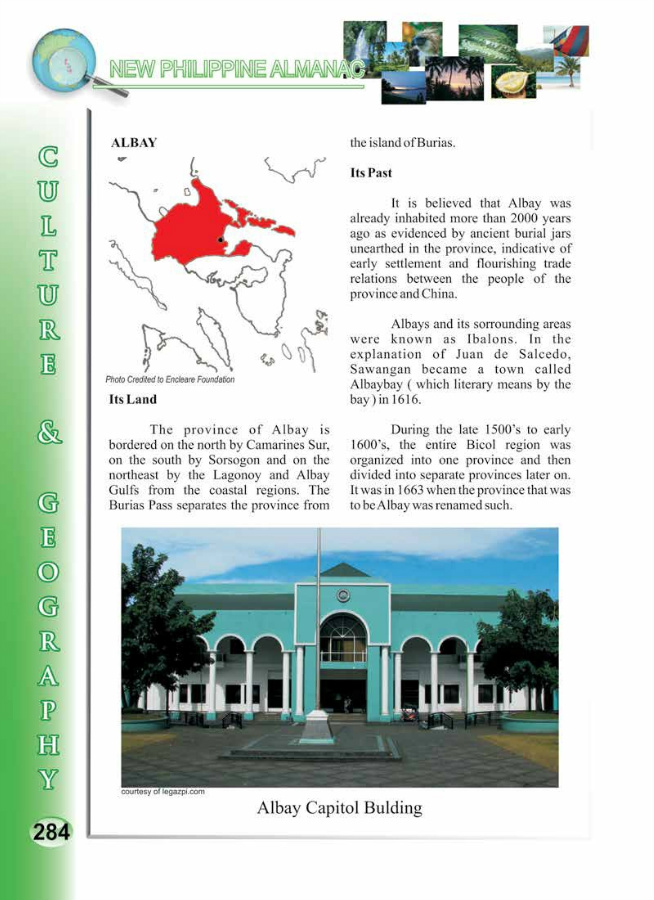 NEW PHILIPPINE ALMANAC
CULTURE & GEOGRAPHY
ALBAY
Photo Credited to Encleare Foundation
Its Land
The province of Albay is
bordered on the north by Camarines Sur,
on the south by Sorsogon and on the
northeast by the Lagonoy and Albay
Gulfs from the coastal regions. The
Burias Pass separates the province from
the island of Burias.
Its Past
It is believed that Albay was
already inhabited more than 2000 years
ago as evidenced by ancient burial jars
unearthed in the province, indicative of
early settlement and flourishing trade
relations between the people of the
province and China.
Albays and its sorrounding areas
were known as Ibalons. In the
explanation of Juan de Salcedo,
Sawangan became a town called
Albaybay ( which literary means by the
bay ) in 1616.
During the late 1500's to early
1600's, the entire Bicol region was
organized into one province and then
divided into separate provinces later on.
It was in 1663 when the province that was
to be Albay was renamed such.
courtesy of legazpi.com
Albay Capitol Bulding
284